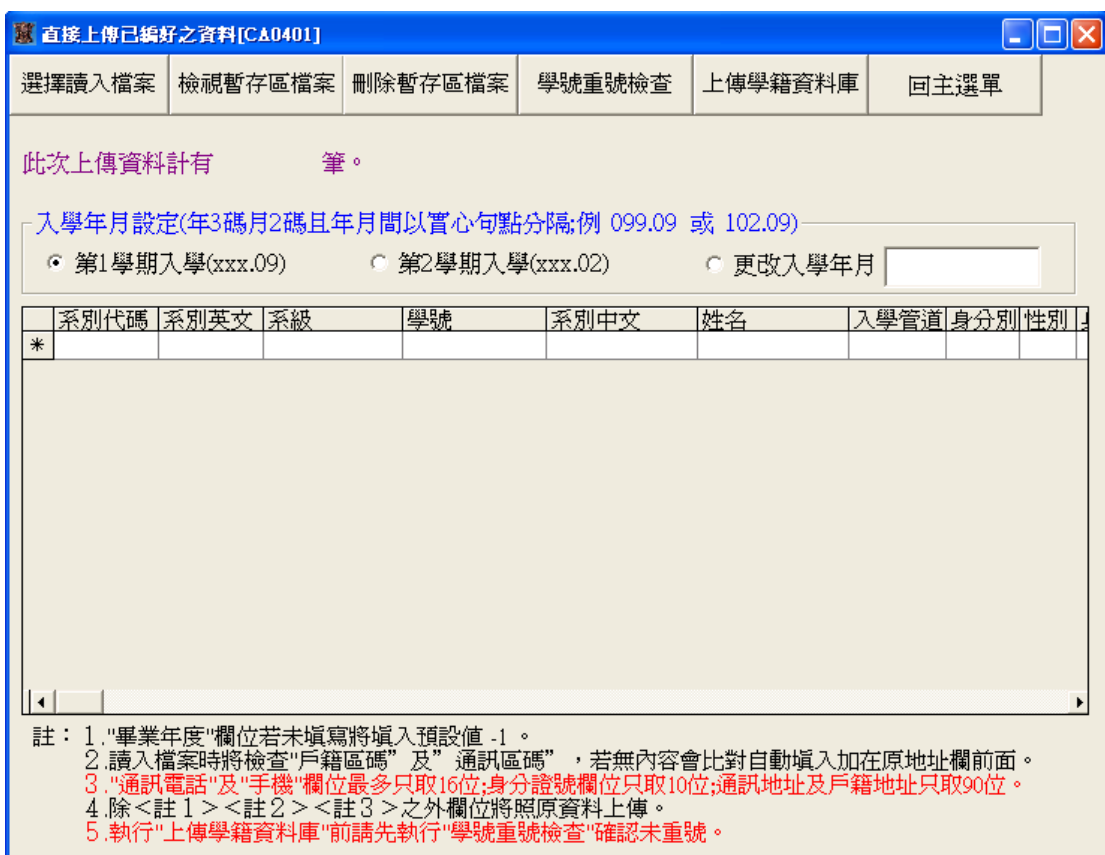 直接上傳已編好之資料[CA0401]
選擇讀入檔案 檢視暫存區檔案 刪除暫存區檔案 學號重號檢查 上傳學籍資料庫 回主選單
此次上傳資料計有 筆。
入學年月設定(年3碼月2碼且年月間以實心句點分隔;例 099.09 或 102.09)
第1學期入學(xxx.09) 第2學期入學(xxx.02) 更改入學年月
系別代碼 系別英文 系級 學號 系別中文 姓名 入學管道 身分別 性別
*
註：１."畢業年度"欄位若未填寫將填入預設值 -1 。
２.讀入檔案時將檢查"戶籍區碼”及”通訊區碼”，若無內容會比對自動填入加在原地址欄前面。
３."通訊電話"及"手機"欄位最多只取16位;身分證號欄位只取10位;通訊地址及戶籍地址只取90位。
４.除＜註１＞＜註２＞＜註３＞之外欄位將照原資料上傳。
５.執行"上傳學籍資料庫"前請先執行"學號重號檢查"確認未重號。